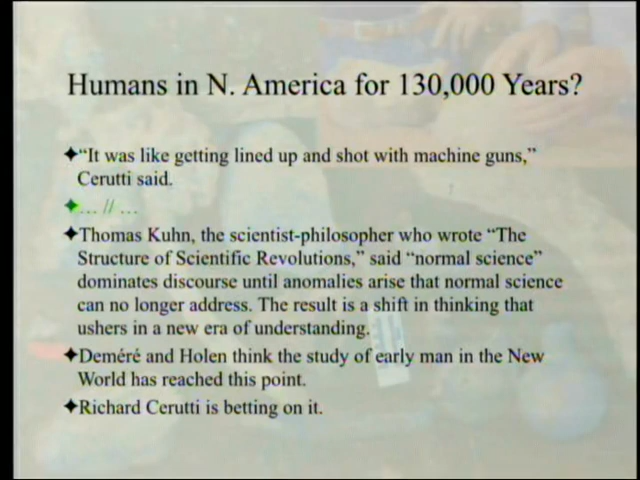 Humans in N. America for 130,000 Years?
✦“It was like getting lined up and shot with machine guns,”
Cerutti said.
✦… // …
✦Thomas Kuhn, the scientist-philosopher who wrote “The
Structure of Scientific Revolutions,” said “normal science”
dominates discourse until anomalies arise that normal science
can no longer address. The result is a shift in thinking that
ushers in a new era of understanding.
✦Deméré and Holen think the study of early man in the New
World has reached this point.
✦Richard Cerutti is betting on it.